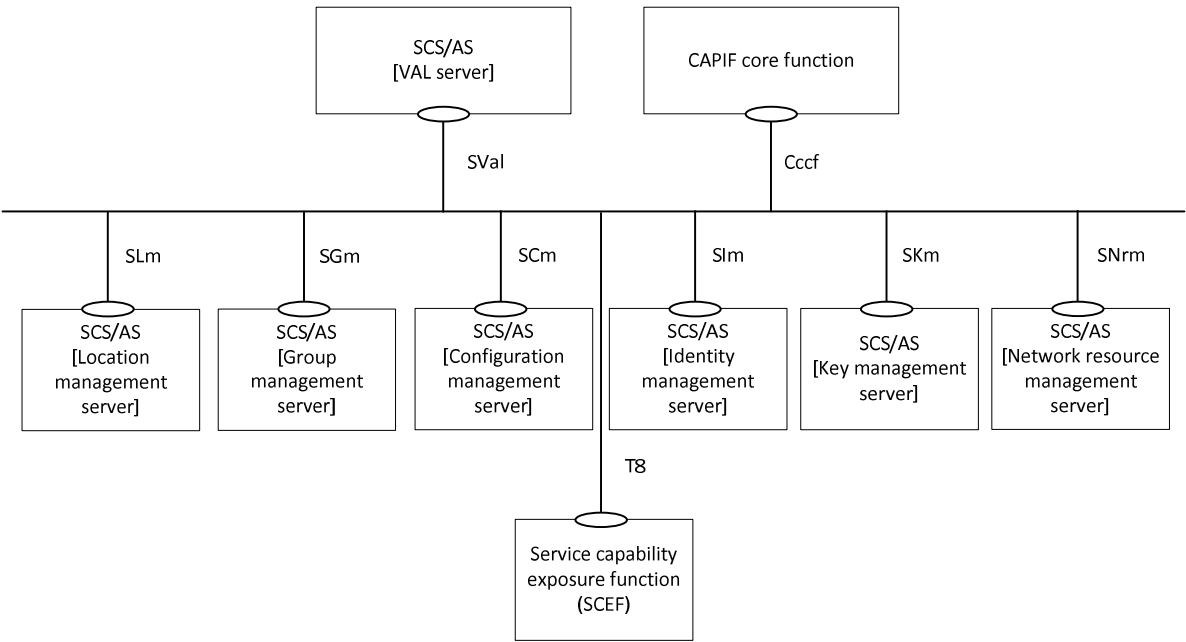 SCS/AS
[VAL server]
CAPIF core function
SVal
Cccf
SLm
SGm
SCm
SIm
SKm
SNrm
SCS/AS
[Location
management
server]
SCS/AS
[Group
management
server]
SCS/AS
[Configuration
management
server]
SCS/AS
[Identity
management
server]
SCS/AS
[Key management
server]
SCS/AS
[Network resource
management
server]
T8
Service capability
exposure function
(SCEF)